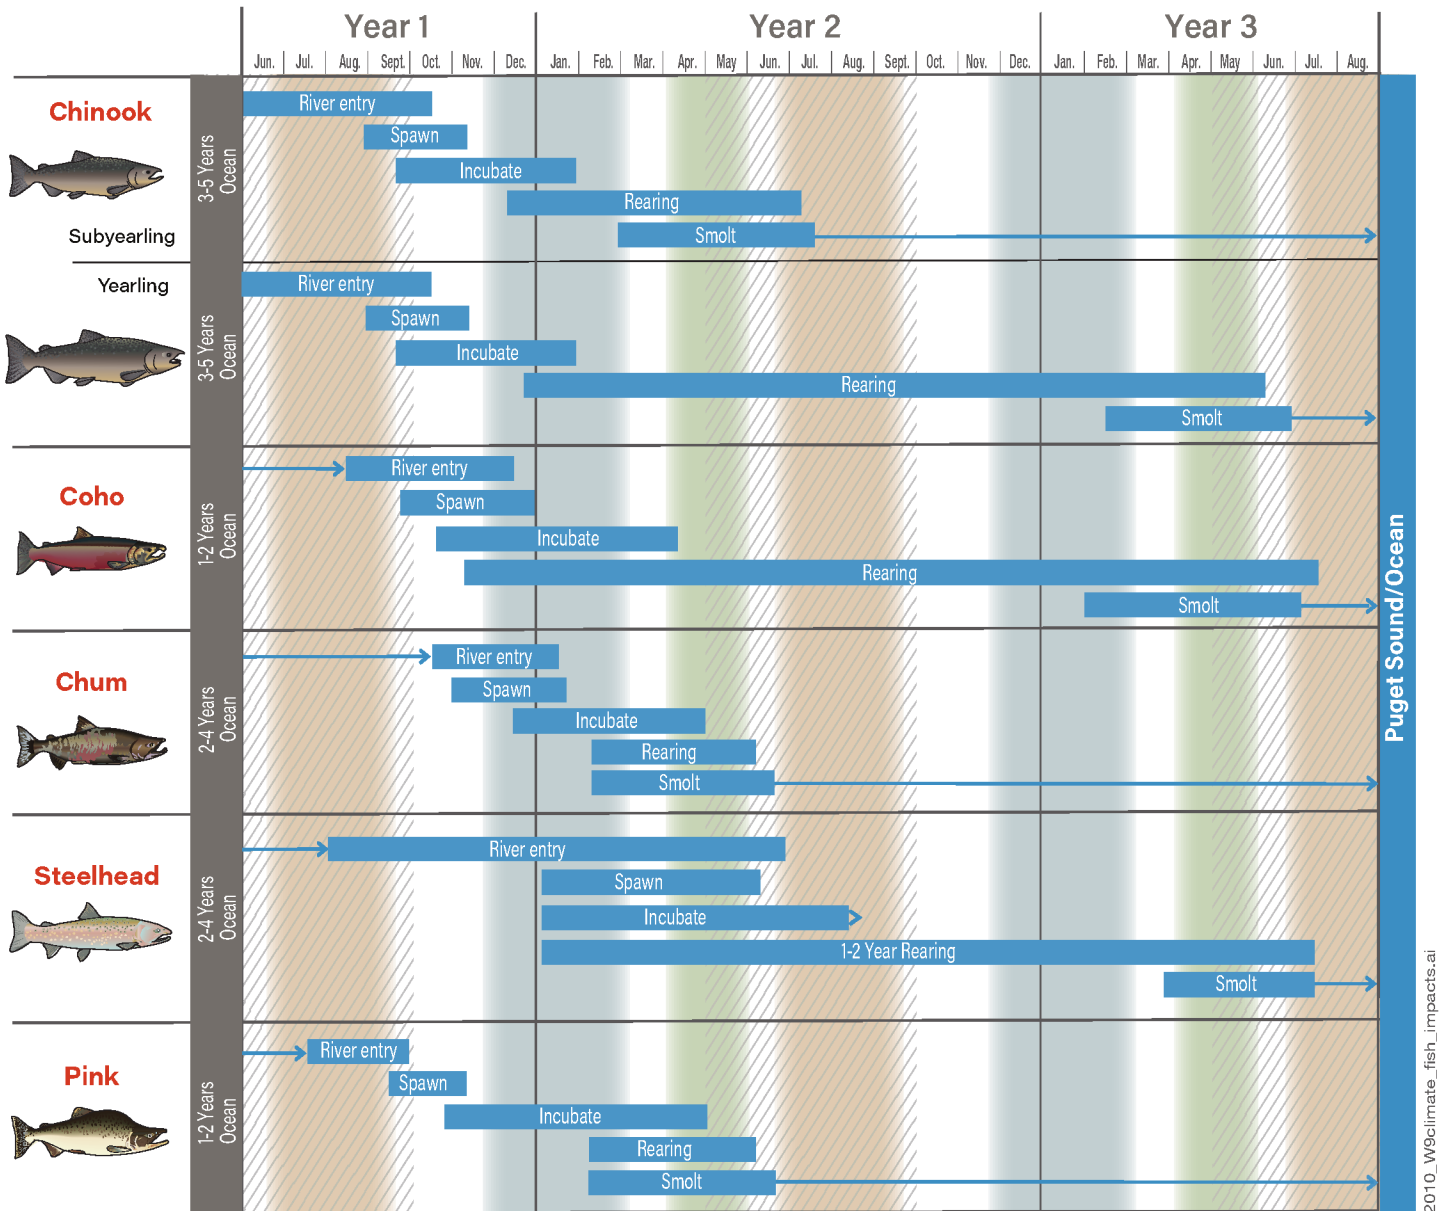 Year 1 Year 2 Year 3
Jun. Jul. Aug. Sept. Oct. Nov. Dec. Jan. Feb. Mar. Apr. May Jun. Jul. Aug. Sept. Oct. Nov. Dec. Jan. Feb. Mar. Apr. May Jun. Jul. Aug.
Chinook
3-5 Years
Ocean
River entry
Spawn
Incubate
Rearing
Subyearling
Smolt
Yearling
3-5 Years
Ocean
River entry
Spawn
Incubate
Rearing
Smolt
Coho
1-2 Years
Ocean
River entry
Spawn
Incubate
Rearing
Smolt
Chum
2-4 Years
Ocean
River entry
Spawn
Incubate
Rearing
Smolt
Steelhead
2-4 Years
Ocean
River entry
Spawn
Incubate
1-2 Year Rearing
Smolt
Pink
1-2 Years
Ocean
River entry
Spawn
Incubate
Rearing
Smolt
Puget Sound/Ocean
2010_W9climate_fish_impacts.ai